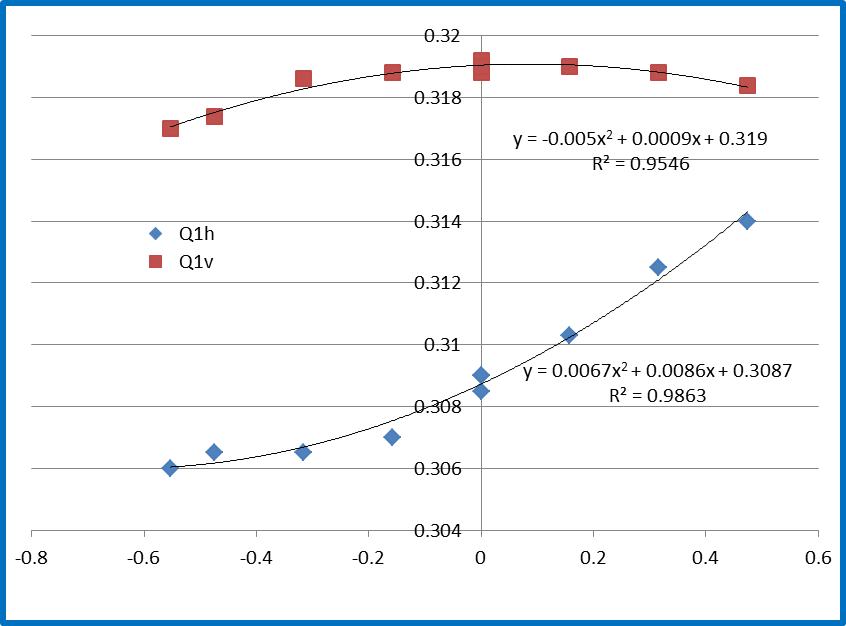 0.32
0.318
y = -0.005x² + 0.0009x + 0.319
R² = 0.9546
0.316
0.314
Q1h
Q1v
0.312
0.31
y = 0.0067x² + 0.0086x + 0.3087
R² = 0.9863
0.308
0.306
0.304
-0.8 -0.6 -0.4 -0.2 0 0.2 0.4 0.6